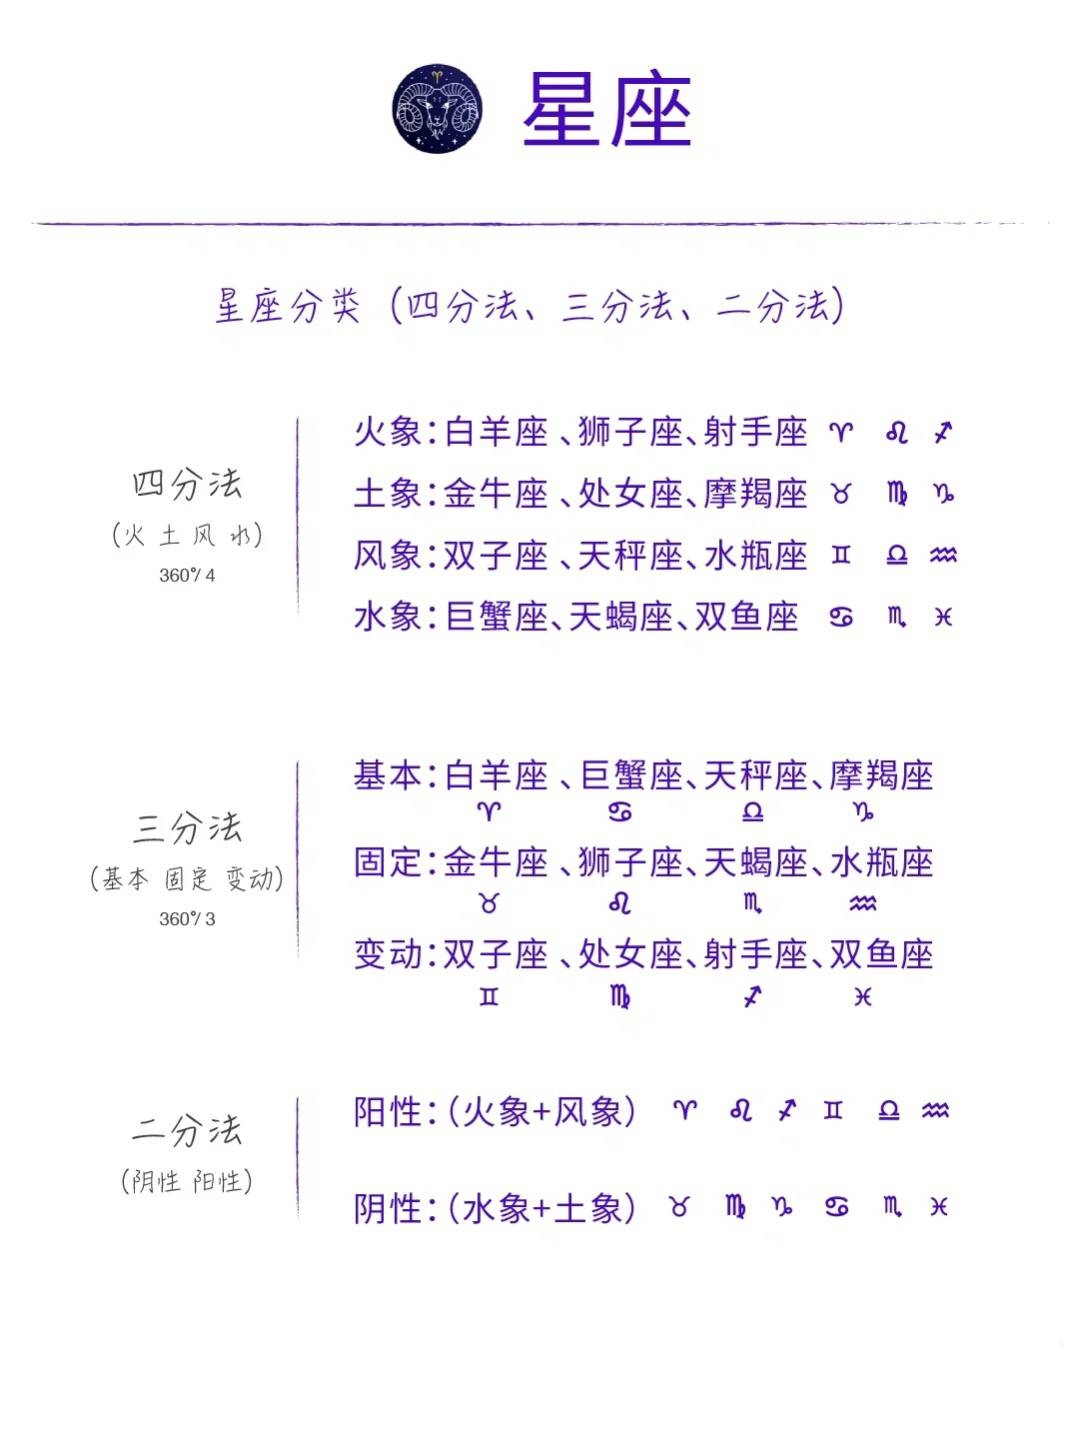 ♈
星座
星座分类（四分法、三分法、二分法）
四分法
（火 土 风 水）
360°/4
火象：白羊座、狮子座、射手座 ♈ ♌ ♐
土象：金牛座、处女座、摩羯座 ♉ ♍ ♑
风象：双子座、天秤座、水瓶座 ♊ ♎ ♒
水象：巨蟹座、天蝎座、双鱼座 ♋ ♏ ♓
三分法
（基本 固定 变动）
360°/3
基本：白羊座、巨蟹座、天秤座、摩羯座
♈ ♋ ♎ ♑
固定：金牛座、狮子座、天蝎座、水瓶座
♉ ♌ ♏ ♒
变动：双子座、处女座、射手座、双鱼座
♊ ♍ ♐ ♓
二分法
（阴性 阳性）
阳性：（火象+风象） ♈ ♌ ♐ ♊ ♎ ♒
阴性：（水象+土象） ♉ ♍ ♑ ♋ ♏ ♓